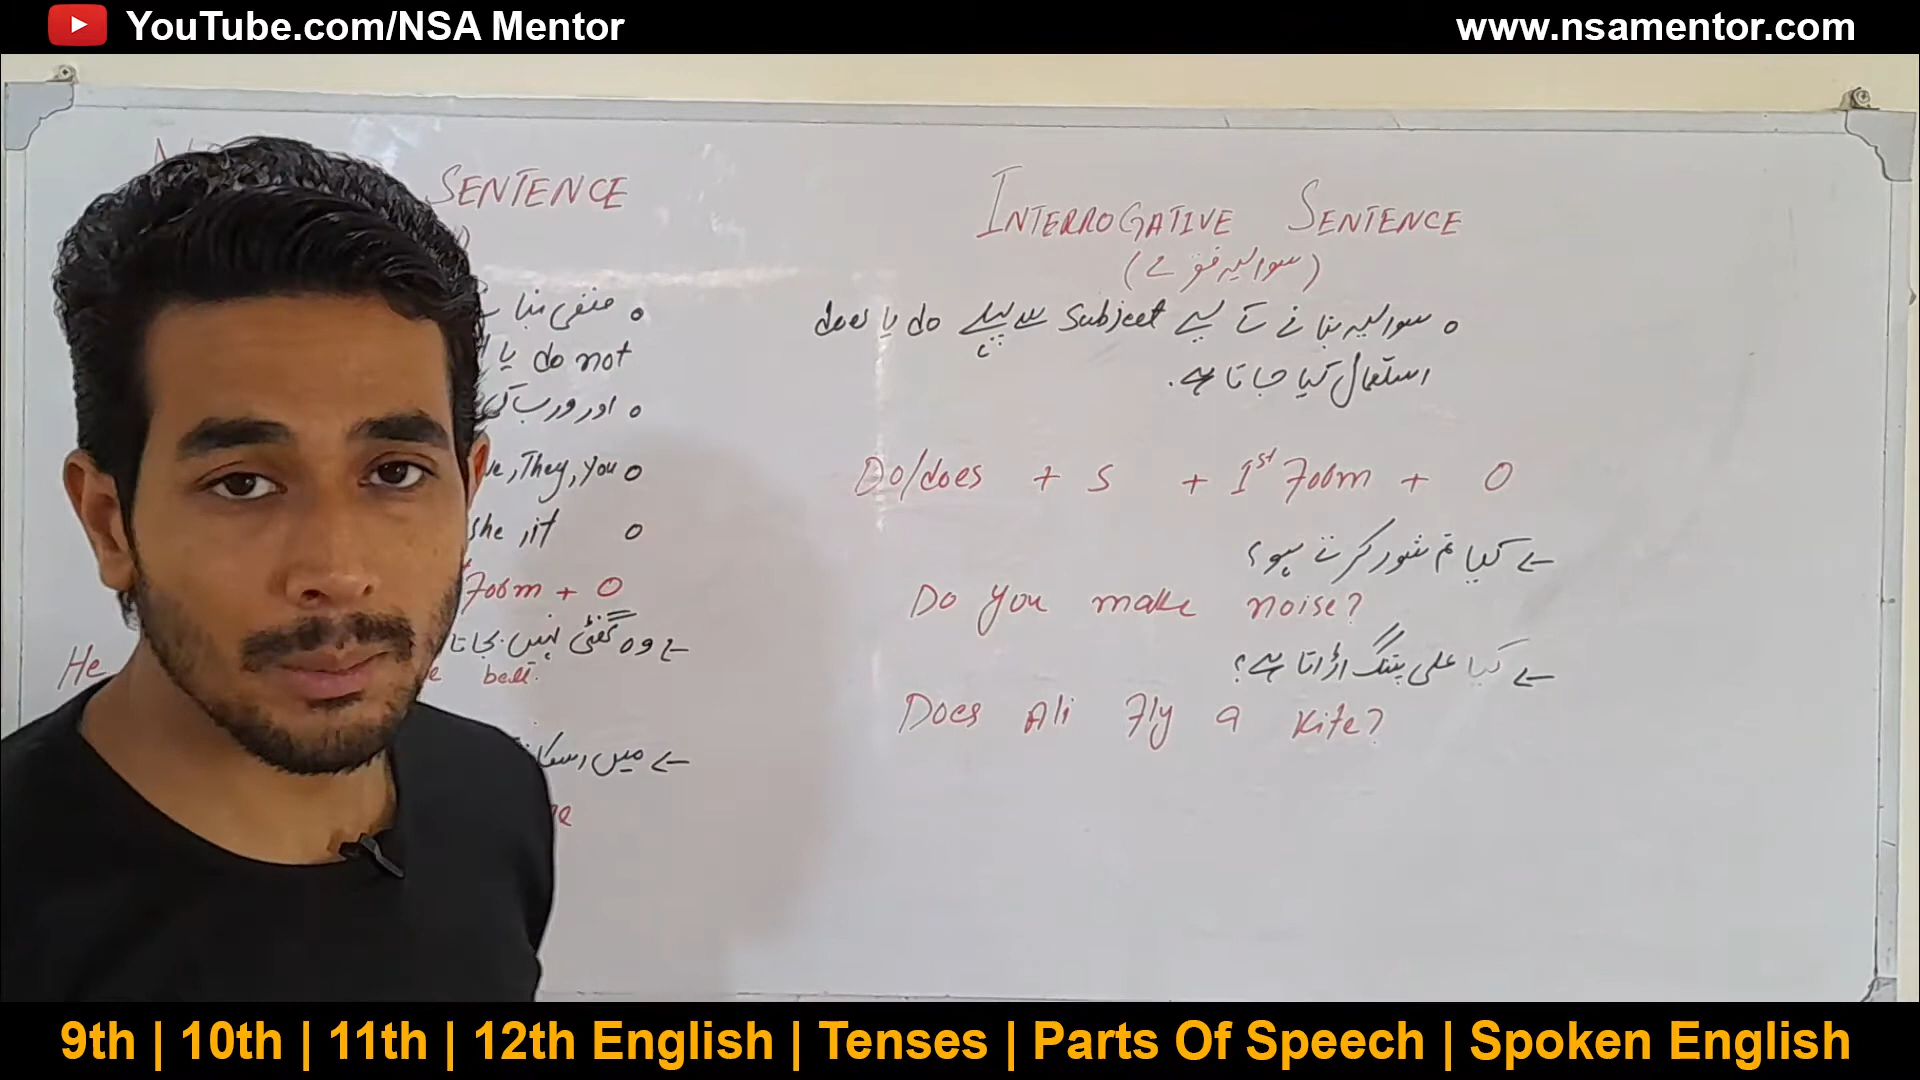 YouTube.com/NSA Mentor
www.nsamentor.com
SENTENCE
منفی بنانے
یا do not
اور ورب کی
We, They, you
she, it
Form + O
وہ گھنٹی نہیں بجاتا
He
bell.
میں اسکا
INTERROGATIVE SENTENCE
(سوالیہ فقرے)
سوالیہ بنانے کے لیے Subject سے پہلے do یا does
استعمال کیا جاتا ہے.
Do/does + S + 1st Form + O
← کیا تم شور کرتے ہو؟
Do you make noise?
← کیا علی پتنگ اڑاتا ہے؟
Does Ali Fly a Kite?
9th | 10th | 11th | 12th English | Tenses | Parts Of Speech | Spoken English